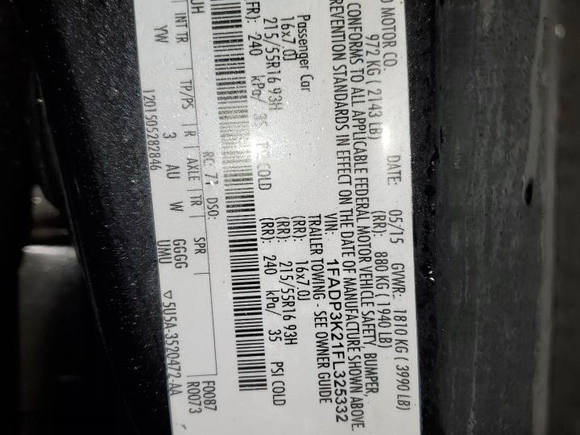 D MOTOR CO. DATE: 05/15 GVWR: 1810 KG ( 3990 LB)
972 KG ( 2143 LB) (RR): 880 KG ( 1940 LB)
CONFORMS TO ALL APPLICABLE FEDERAL MOTOR VEHICLE SAFETY, BUMPER,
REVENTION STANDARDS IN EFFECT ON THE DATE OF MANUFACTURE SHOWN ABOVE.
VIN: 1FADP3K21FL325332
Passenger Car TRAILER TOWING - SEE OWNER GUIDE
16x7.0J (RR): 16x7.0J
215/55R16 93H (RR): 215/55R16 93H
FR): 240 kPa/ 35 PSI COLD (RR): 240 kPa/ 35 PSI COLD
RC: 71 DSO: F0087
R0073
INT TR TP/PS R AXLE TR SPR
YW 3 AU W GGGG UMU
1201505282846 ▽5U5A-3520472-AA